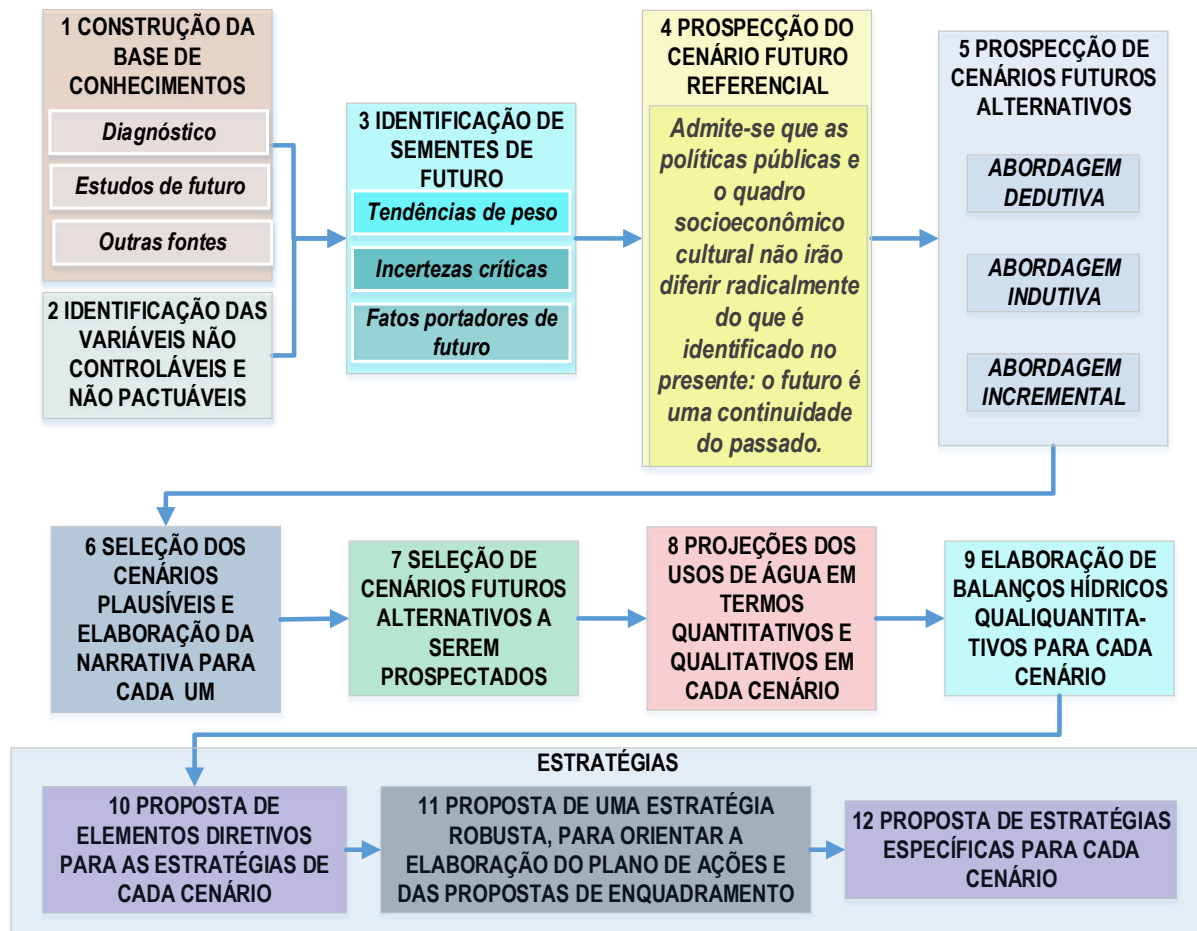 1 CONSTRUÇÃO DA
BASE DE
CONHECIMENTOS
Diagnóstico
Estudos de futuro
Outras fontes
2 IDENTIFICAÇÃO DAS
VARIÁVEIS NÃO
CONTROLÁVEIS E
NÃO PACTUÁVEIS
3 IDENTIFICAÇÃO DE
SEMENTES DE
FUTURO
Tendências de peso
Incertezas críticas
Fatos portadores de
futuro
4 PROSPECÇÃO DO
CENÁRIO FUTURO
REFERENCIAL
Admite-se que as
políticas públicas e
o quadro
socioeconômico
cultural não irão
diferir radicalmente
do que é
identificado no
presente: o futuro é
uma continuidade
do passado.
5 PROSPECÇÃO DE
CENÁRIOS FUTUROS
ALTERNATIVOS
ABORDAGEM
DEDUTIVA
ABORDAGEM
INDUTIVA
ABORDAGEM
INCREMENTAL
6 SELEÇÃO DOS
CENÁRIOS
PLAUSÍVEIS E
ELABORAÇÃO DA
NARRATIVA PARA
CADA UM
7 SELEÇÃO DE
CENÁRIOS FUTUROS
ALTERNATIVOS A
SEREM
PROSPECTADOS
8 PROJEÇÕES DOS
USOS DE ÁGUA EM
TERMOS
QUANTITATIVOS E
QUALITATIVOS EM
CADA CENÁRIO
9 ELABORAÇÃO DE
BALANÇOS HÍDRICOS
QUALIQUANTITA-
TIVOS PARA CADA
CENÁRIO
ESTRATÉGIAS
10 PROPOSTA DE
ELEMENTOS DIRETIVOS
PARA AS ESTRATÉGIAS DE
CADA CENÁRIO
11 PROPOSTA DE UMA ESTRATÉGIA
ROBUSTA, PARA ORIENTAR A
ELABORAÇÃO DO PLANO DE AÇÕES E
DAS PROPOSTAS DE ENQUADRAMENTO
12 PROPOSTA DE ESTRATÉGIAS
ESPECÍFICAS PARA CADA
CENÁRIO